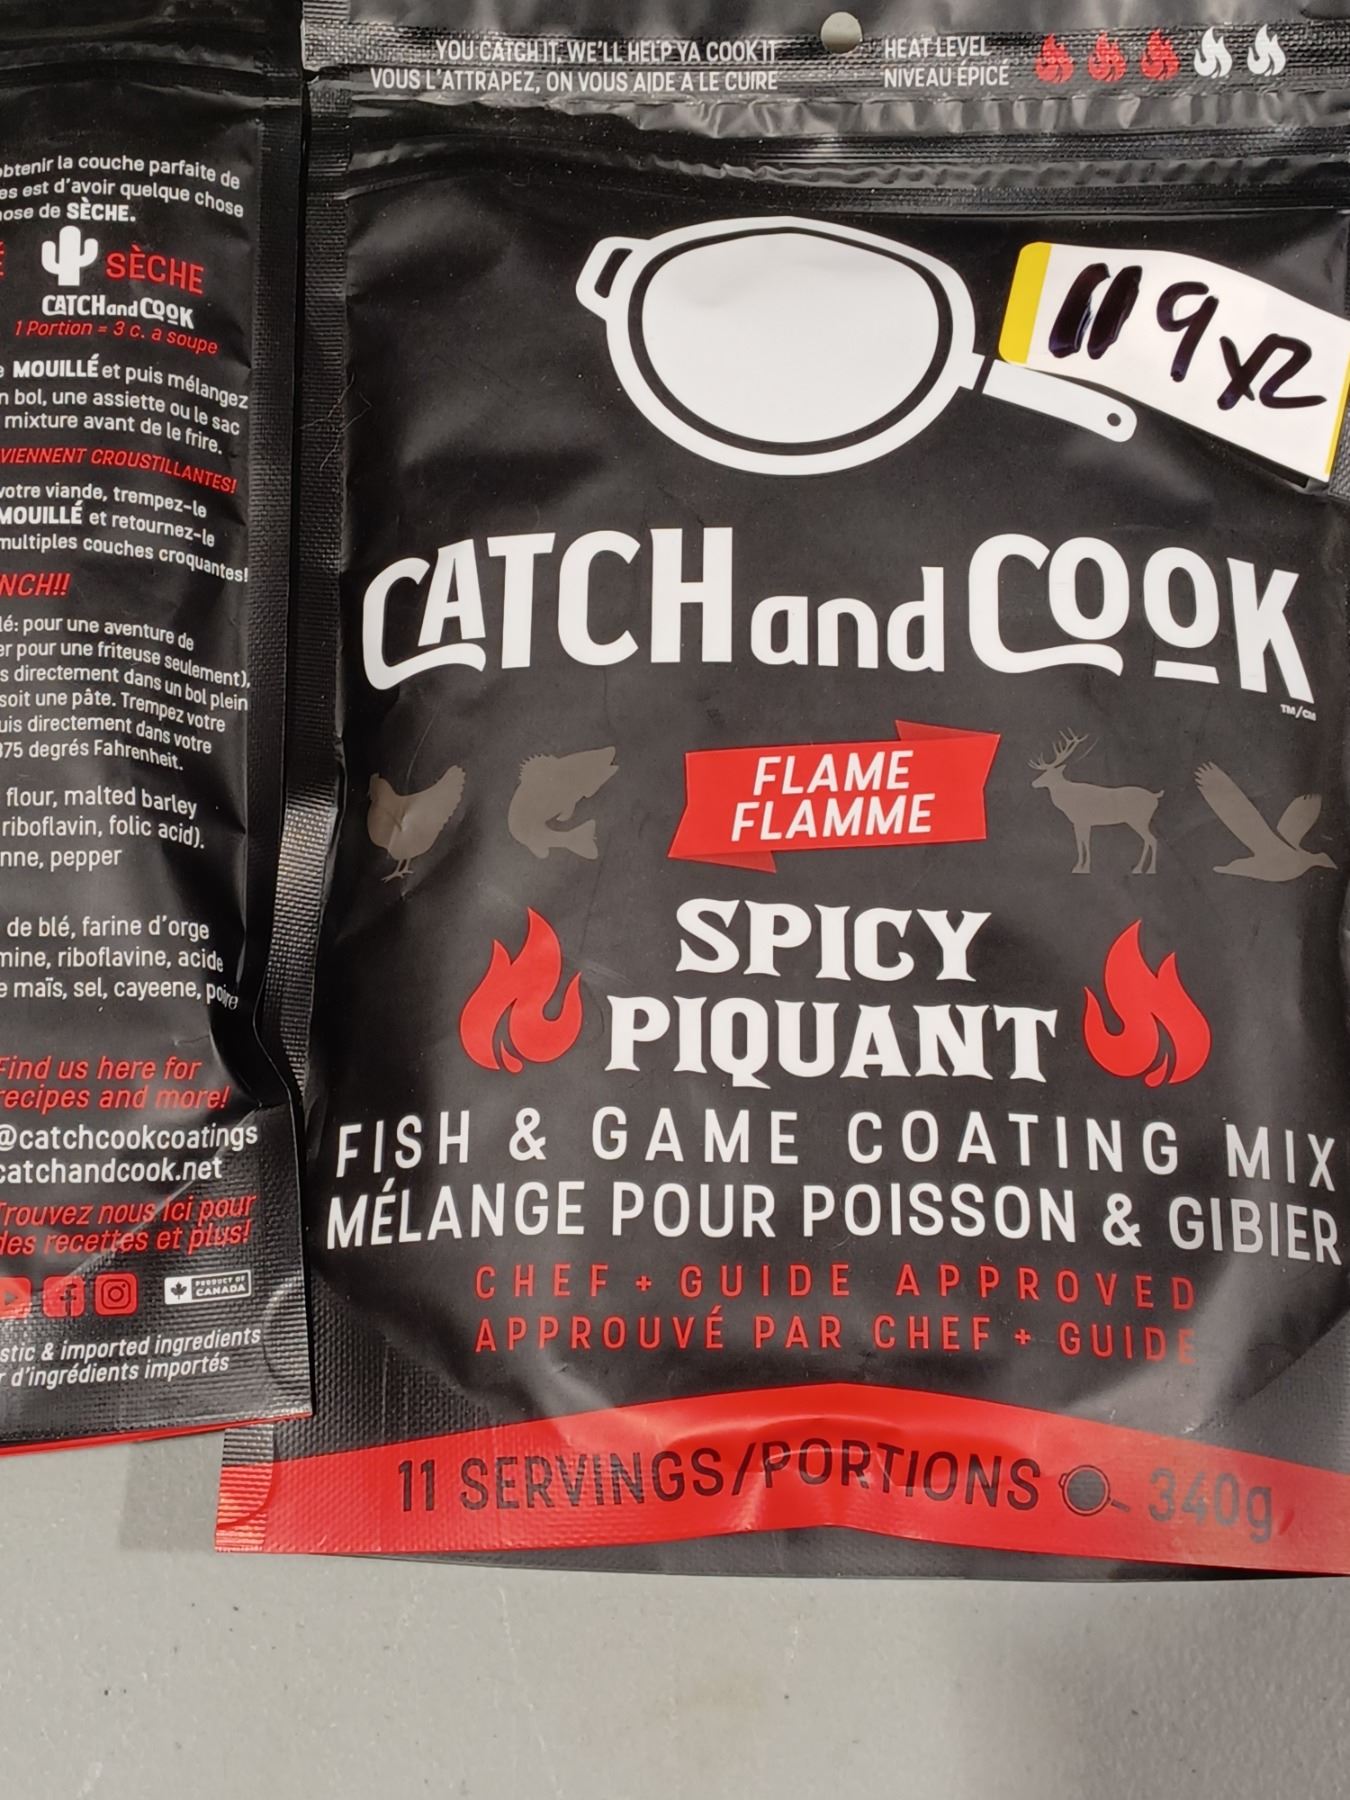 obtenir la couche parfaite de
es est d'avoir quelque chose
ose de SÈCHE.
SÈCHE
CATCH and COOK
1 Portion = 3 c. a soupe
MOUILLÉ et puis mélangez
n bol, une assiette ou le sac
mixture avant de le frire.
VIENNENT CROUSTILLANTES!
votre viande, trempez-le
MOUILLÉ et retournez-le
multiples couches croquantes!
NCH!!
lé: pour une aventure de
er pour une friteuse seulement),
s directement dans un bol plein
soit une pâte. Trempez votre
uis directement dans votre
375 degrés Fahrenheit.
flour, malted barley
riboflavin, folic acid).
nne, pepper
de blé, farine d'orge
mine, riboflavine, acide
e maïs, sel, cayeene, poivre
Find us here for
recipes and more!
@catchcookcoatings
catchandcook.net
Trouvez nous Ici pour
des recettes et plus!
PRODUCT OF
CANADA
stic & imported ingredients
r d'ingrédients importés
YOU CATCH IT, WE'LL HELP YA COOK IT
VOUS L'ATTRAPEZ, ON VOUS AIDE A LE CUIRE
HEAT LEVEL
NIVEAU ÉPICÉ
119 x2
CATCH and COOK
TM/CM
FLAME
FLAMME
SPICY
PIQUANT
FISH & GAME COATING MIX
MÉLANGE POUR POISSON & GIBIER
CHEF + GUIDE APPROVED
APPROUVÉ PAR CHEF + GUIDE
11 SERVINGS/PORTIONS 340g